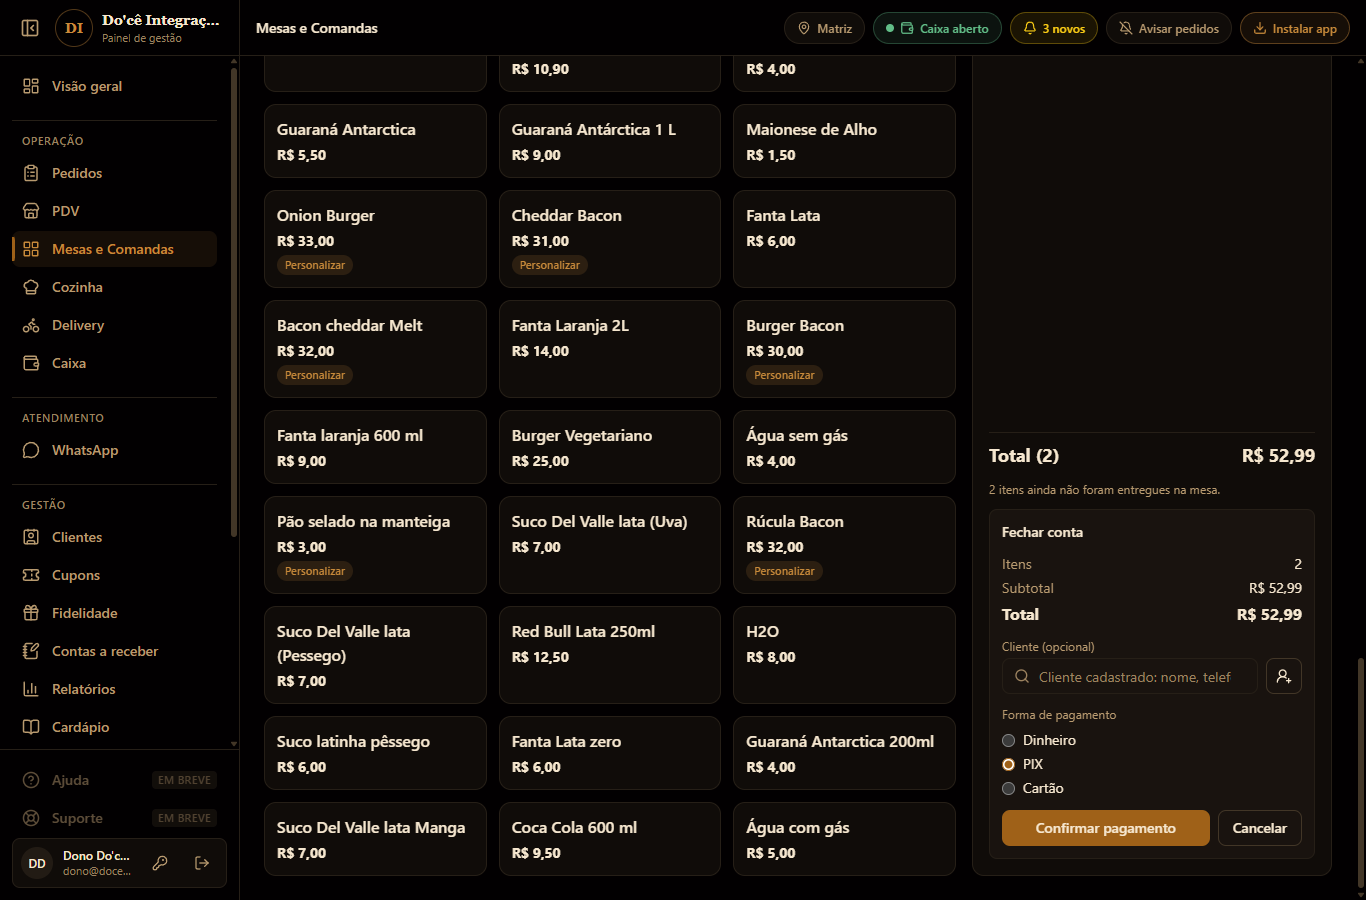 DI
Do'cê Integraç...
Painel de gestão
Mesas e Comandas
Matriz
Caixa aberto
3 novos
Avisar pedidos
Instalar app
Visão geral
OPERAÇÃO
Pedidos
PDV
Mesas e Comandas
Cozinha
Delivery
Caixa
ATENDIMENTO
WhatsApp
GESTÃO
Clientes
Cupons
Fidelidade
Contas a receber
Relatórios
Cardápio
Ajuda EM BREVE
Suporte EM BREVE
DD
Dono Do'c...
dono@doce...
R$ 10,90
R$ 4,00
Guaraná Antarctica
R$ 5,50
Guaraná Antárctica 1 L
R$ 9,00
Maionese de Alho
R$ 1,50
Onion Burger
R$ 33,00
Personalizar
Cheddar Bacon
R$ 31,00
Personalizar
Fanta Lata
R$ 6,00
Bacon cheddar Melt
R$ 32,00
Personalizar
Fanta Laranja 2L
R$ 14,00
Burger Bacon
R$ 30,00
Personalizar
Fanta laranja 600 ml
R$ 9,00
Burger Vegetariano
R$ 25,00
Água sem gás
R$ 4,00
Pão selado na manteiga
R$ 3,00
Personalizar
Suco Del Valle lata (Uva)
R$ 7,00
Rúcula Bacon
R$ 32,00
Personalizar
Suco Del Valle lata
(Pessego)
R$ 7,00
Red Bull Lata 250ml
R$ 12,50
H2O
R$ 8,00
Suco latinha pêssego
R$ 6,00
Fanta Lata zero
R$ 6,00
Guaraná Antarctica 200ml
R$ 4,00
Suco Del Valle lata Manga
R$ 7,00
Coca Cola 600 ml
R$ 9,50
Água com gás
R$ 5,00
Total (2) R$ 52,99
2 itens ainda não foram entregues na mesa.
Fechar conta
Itens 2
Subtotal R$ 52,99
Total R$ 52,99
Cliente (opcional)
Cliente cadastrado: nome, telef
Forma de pagamento
Dinheiro
PIX
Cartão
Confirmar pagamento
Cancelar